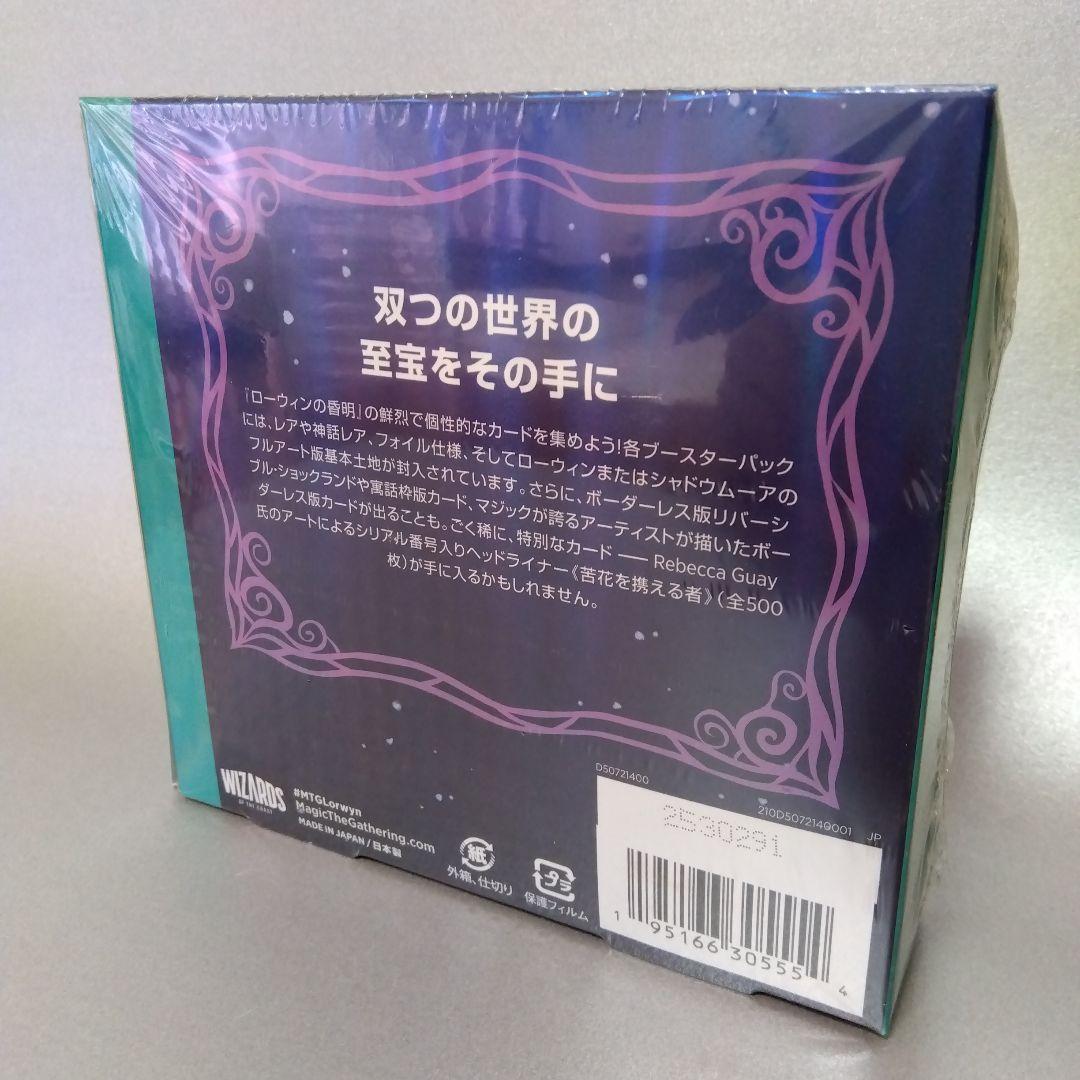 双つの世界の
至宝をその手に
『ローウィンの昏明』の鮮烈で個性的なカードを集めよう!各ブースターパック
には、レアや神話レア、フォイル仕様、そしてローウィンまたはシャドウムーアの
フルアート版基本土地が封入されています。さらに、ボーダーレス版リバーシ
ブル・ショックランドや寓話枠版カード、マジックが誇るアーティストが描いたボー
ダーレス版カードが出ることも。ごく稀に、特別なカード ── Rebecca Guay
氏のアートによるシリアル番号入りヘッドライナー《苦花を携える者》(全500
枚)が手に入るかもしれません。
WIZARDS
OF THE COAST
#MTGLorwyn
MagicTheGathering.com
MADE IN JAPAN / 日本製
紙
外箱、仕切り
プラ
保護フィルム
D50721400
210D50721400001 JP
2530291
1 95166 30555 4